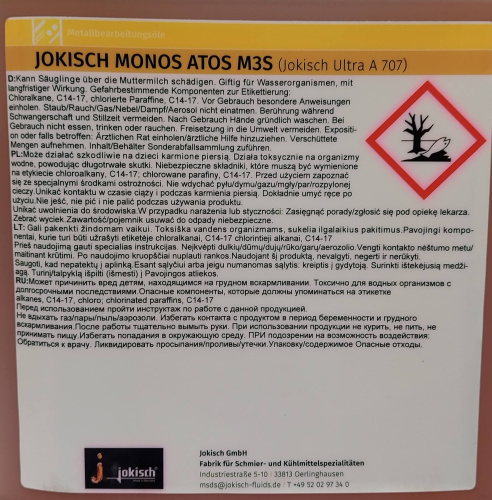 Metallbearbeitungsöle
JOKISCH MONOS ATOS M3S (Jokisch Ultra A 707)
D:Kann Säuglinge über die Muttermilch schädigen. Giftig für Wasserorganismen, mit
langfristiger Wirkung. Gefahrbestimmende Komponenten zur Etikettierung:
Chloralkane, C14-17, chlorierte Paraffine, C14-17. Vor Gebrauch besondere Anweisungen
einholen. Staub/Rauch/Gas/Nebel/Dampf/Aerosol nicht einatmen. Berührung während
Schwangerschaft und Stillzeit vermeiden. Nach Gebrauch Hände gründlich waschen. Bei
Gebrauch nicht essen, trinken oder rauchen. Freisetzung in die Umwelt vermeiden. Expositi-
on oder falls betroffen: Ärztlichen Rat einholen/ärztliche Hilfe hinzuziehen. Verschüttete
Mengen aufnehmen. Inhalt/Behälter Sonderabfallsammlung zuführen.
PL:Może działać szkodliwie na dzieci karmione piersią. Działa toksycznie na organizmy
wodne, powodując długotrwałe skutki. Niebezpieczne składniki, które muszą być wymienione
na etykiecie chloroalkany, C14-17; chlorowane parafiny, C14-17. Przed użyciem zapoznać
się ze specjalnymi środkami ostrożności. Nie wdychać pyłu/dymu/gazu/mgły/par/rozpylonej
cieczy.Unikać kontaktu w czasie ciąży i podczas karmienia piersią. Dokładnie umyć ręce po
użyciu.Nie jeść, nie pić i nie palić podczas używania produktu.
Unikać uwolnienia do środowiska.W przypadku narażenia lub styczności: Zasięgnąć porady/zgłosić się pod opiekę lekarza.
Zebrać wyciek.Zawartość/pojemnik usuwać do odpady niebezpieczne.
LT: Gali pakenkti žindomam vaikui. Toksiška vandens organizmams, sukelia ilgalaikius pakitimus.Pavojingi kompo-
nentai, kurie turi būti užrašyti etiketėje chloralkanai, C14-17 chlorintieji alkanai, C14-17
Prieš naudojimą gauti specialias instrukcijas. Neįkvėpti dulkių/dūmų/dujų/rūko/garų/aerozolio.Vengti kontakto nėštumo metu/
maitinant krūtimi. Po naudojimo kruopščiai nuplauti rankas.Naudojant šį produktą, nevalgyti, negerti ir nerūkyti.
Saugoti, kad nepatektų į aplinką.Esant sąlyčiui arba jeigu numanomas sąlytis: kreiptis į gydytoją. Surinkti ištekėjusią medžia-
gą. Turinį/talpyklą išpilti (išmesti) į Pavojingos atliekos.
RU:Может причинить вред детям, находящимся на грудном вскармливании. Токсично для водных организмов с
долгосрочными последствиями.Опасные компоненты, которые должны упоминаться на этикетке
alkanes, C14-17, chloro; chlorinated paraffins, C14-17
Перед использованием пройти инструктаж по работе с данной продукцией.
Не вдыхать газ/пары/пыль/аэрозоли. Избегать контакта с продуктом в период беременности и грудного
вскармливания.После работы тщательно вымыть руки. При использовании продукции не курить, не пить, не
принимать пищу.Избегать попадания в окружающую среду. ПРИ подозрении на возможность воздействия:
Обратиться к врачу. Ликвидировать просыпания/проливы/утечки.Упаковку/содержимое Опасные отходы.
jokisch
Jokisch GmbH
Fabrik für Schmier- und Kühlmittelspezialitäten
Industriestraße 5-10 | 33813 Oerlinghausen
msds@jokisch-fluids.de | T +49 52 02 97 34 0